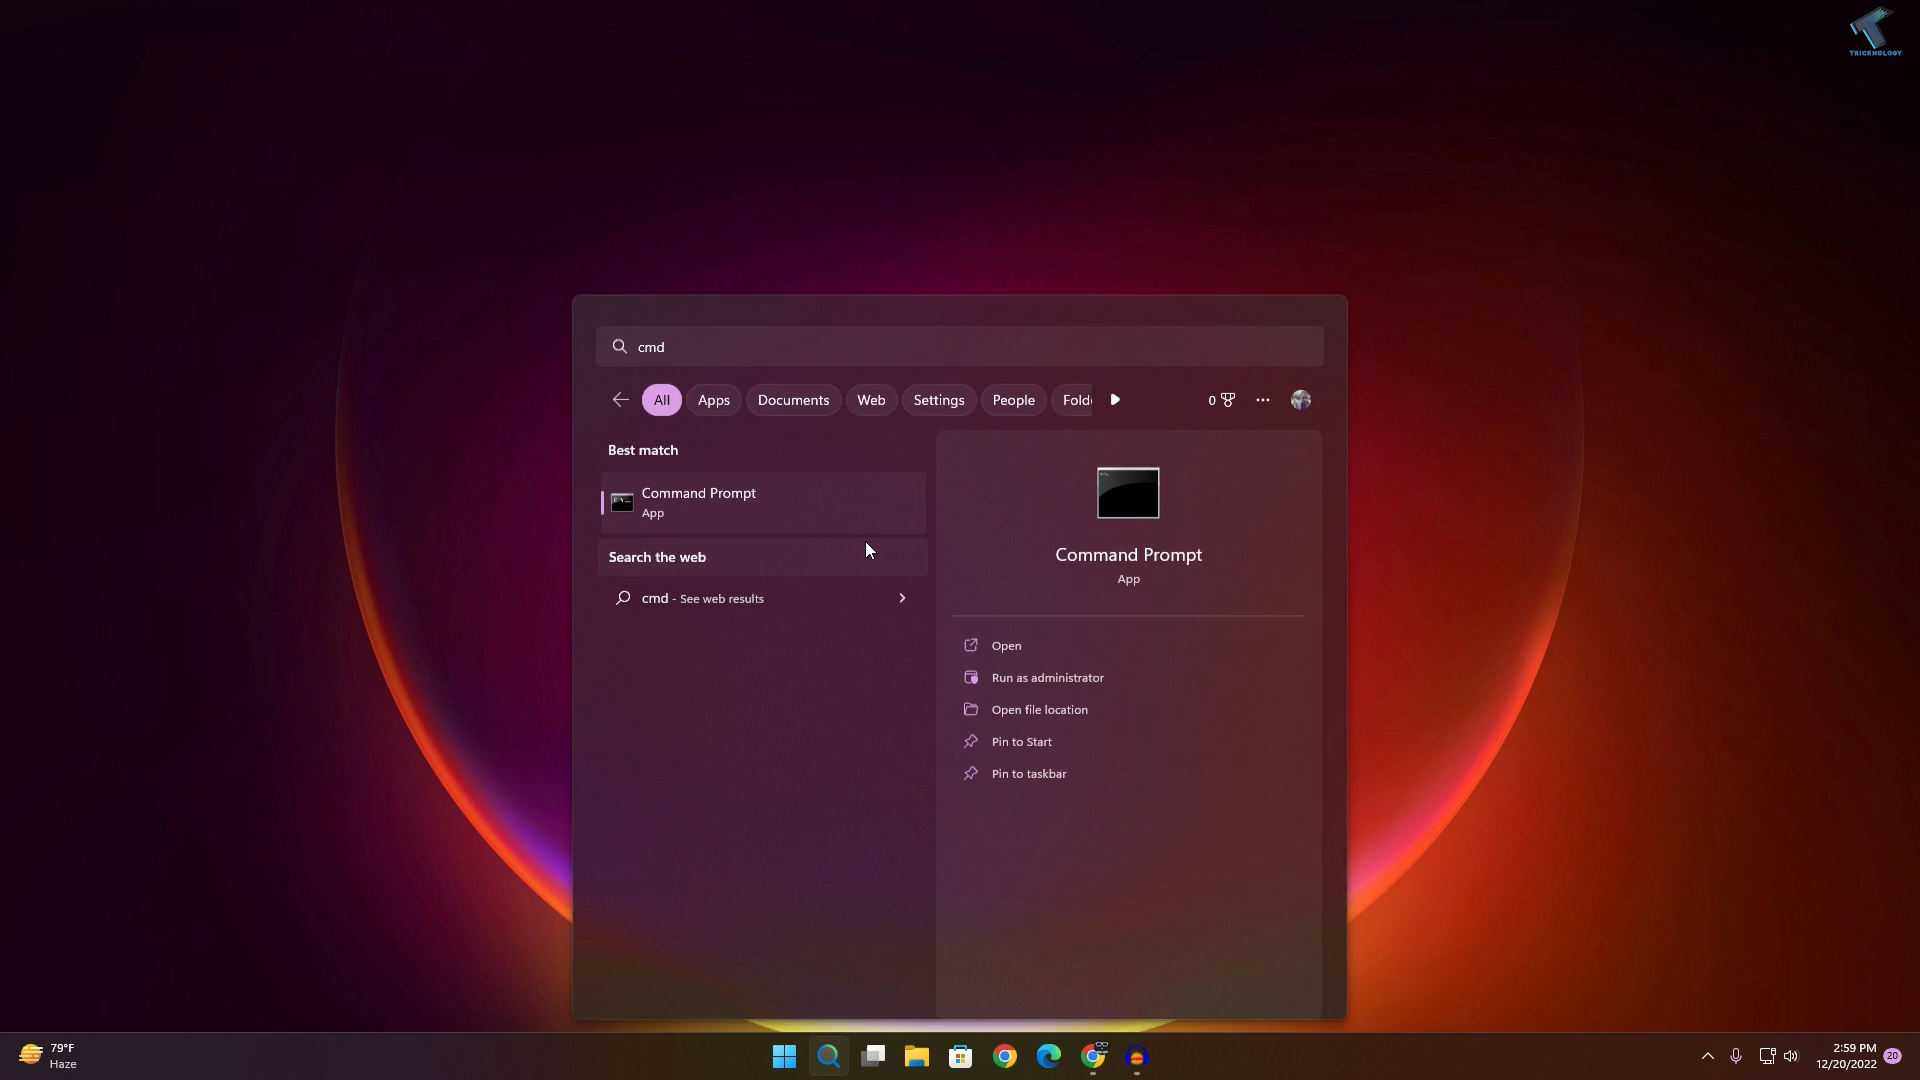 TRICKNOLOGY
cmd
All Apps Documents Web Settings People Fold 0
Best match
Command Prompt
App
Search the web
cmd - See web results
Command Prompt
App
Open
Run as administrator
Open file location
Pin to Start
Pin to taskbar
79°F
Haze
2:59 PM
12/20/2022
20